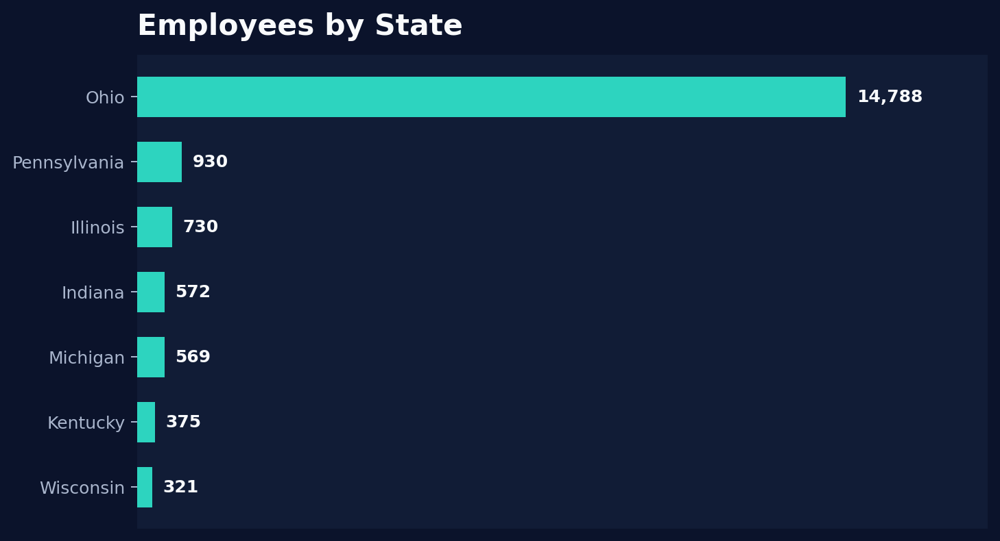 Employees by State
Ohio 14,788
Pennsylvania 930
Illinois 730
Indiana 572
Michigan 569
Kentucky 375
Wisconsin 321